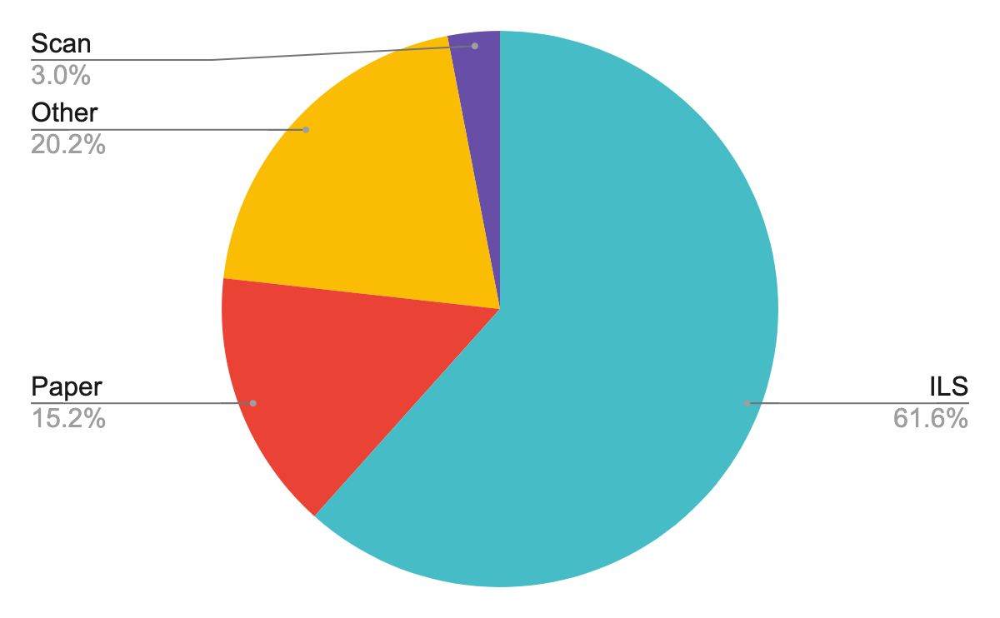 Scan
3.0%
Other
20.2%
Paper
15.2%
ILS
61.6%